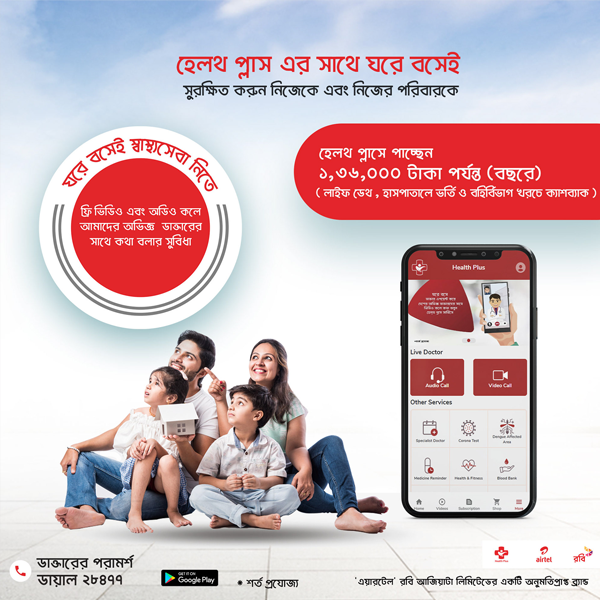 হেলথ প্লাস এর সাথে ঘরে বসেই
সুরক্ষিত করুন নিজেকে এবং নিজের পরিবারকে
ঘরে বসেই স্বাস্থ্যসেবা নিতে
ফ্রি ভিডিও এবং অডিও কলে
আমাদের অভিজ্ঞ ডাক্তারের
সাথে কথা বলার সুবিধা
হেলথ প্লাসে পাচ্ছেন
১,৩৬,০০০ টাকা পর্যন্ত (বছরে)
( লাইফ ডেথ , হাসপাতালে ভর্তি ও বহির্বিভাগ খরচে ক্যাশব্যাক )
Health Plus
Live Doctor
Audio Call
Video Call
Other Services
Specialist Doctor
Corona Test
Dengue Affected
Area
Medicine Reminder
Health & Fitness
Blood Bank
Home
Videos
Subscription
Shop
More
ডাক্তারের পরামর্শ
ডায়াল ২৮৪৭৭
GET IT ON
Google Play
* শর্ত প্রযোজ্য
Health Plus
airtel
রবি
'এয়ারটেল' রবি আজিয়াটা লিমিটেডের একটি অনুমতিপ্রাপ্ত ব্র্যান্ড